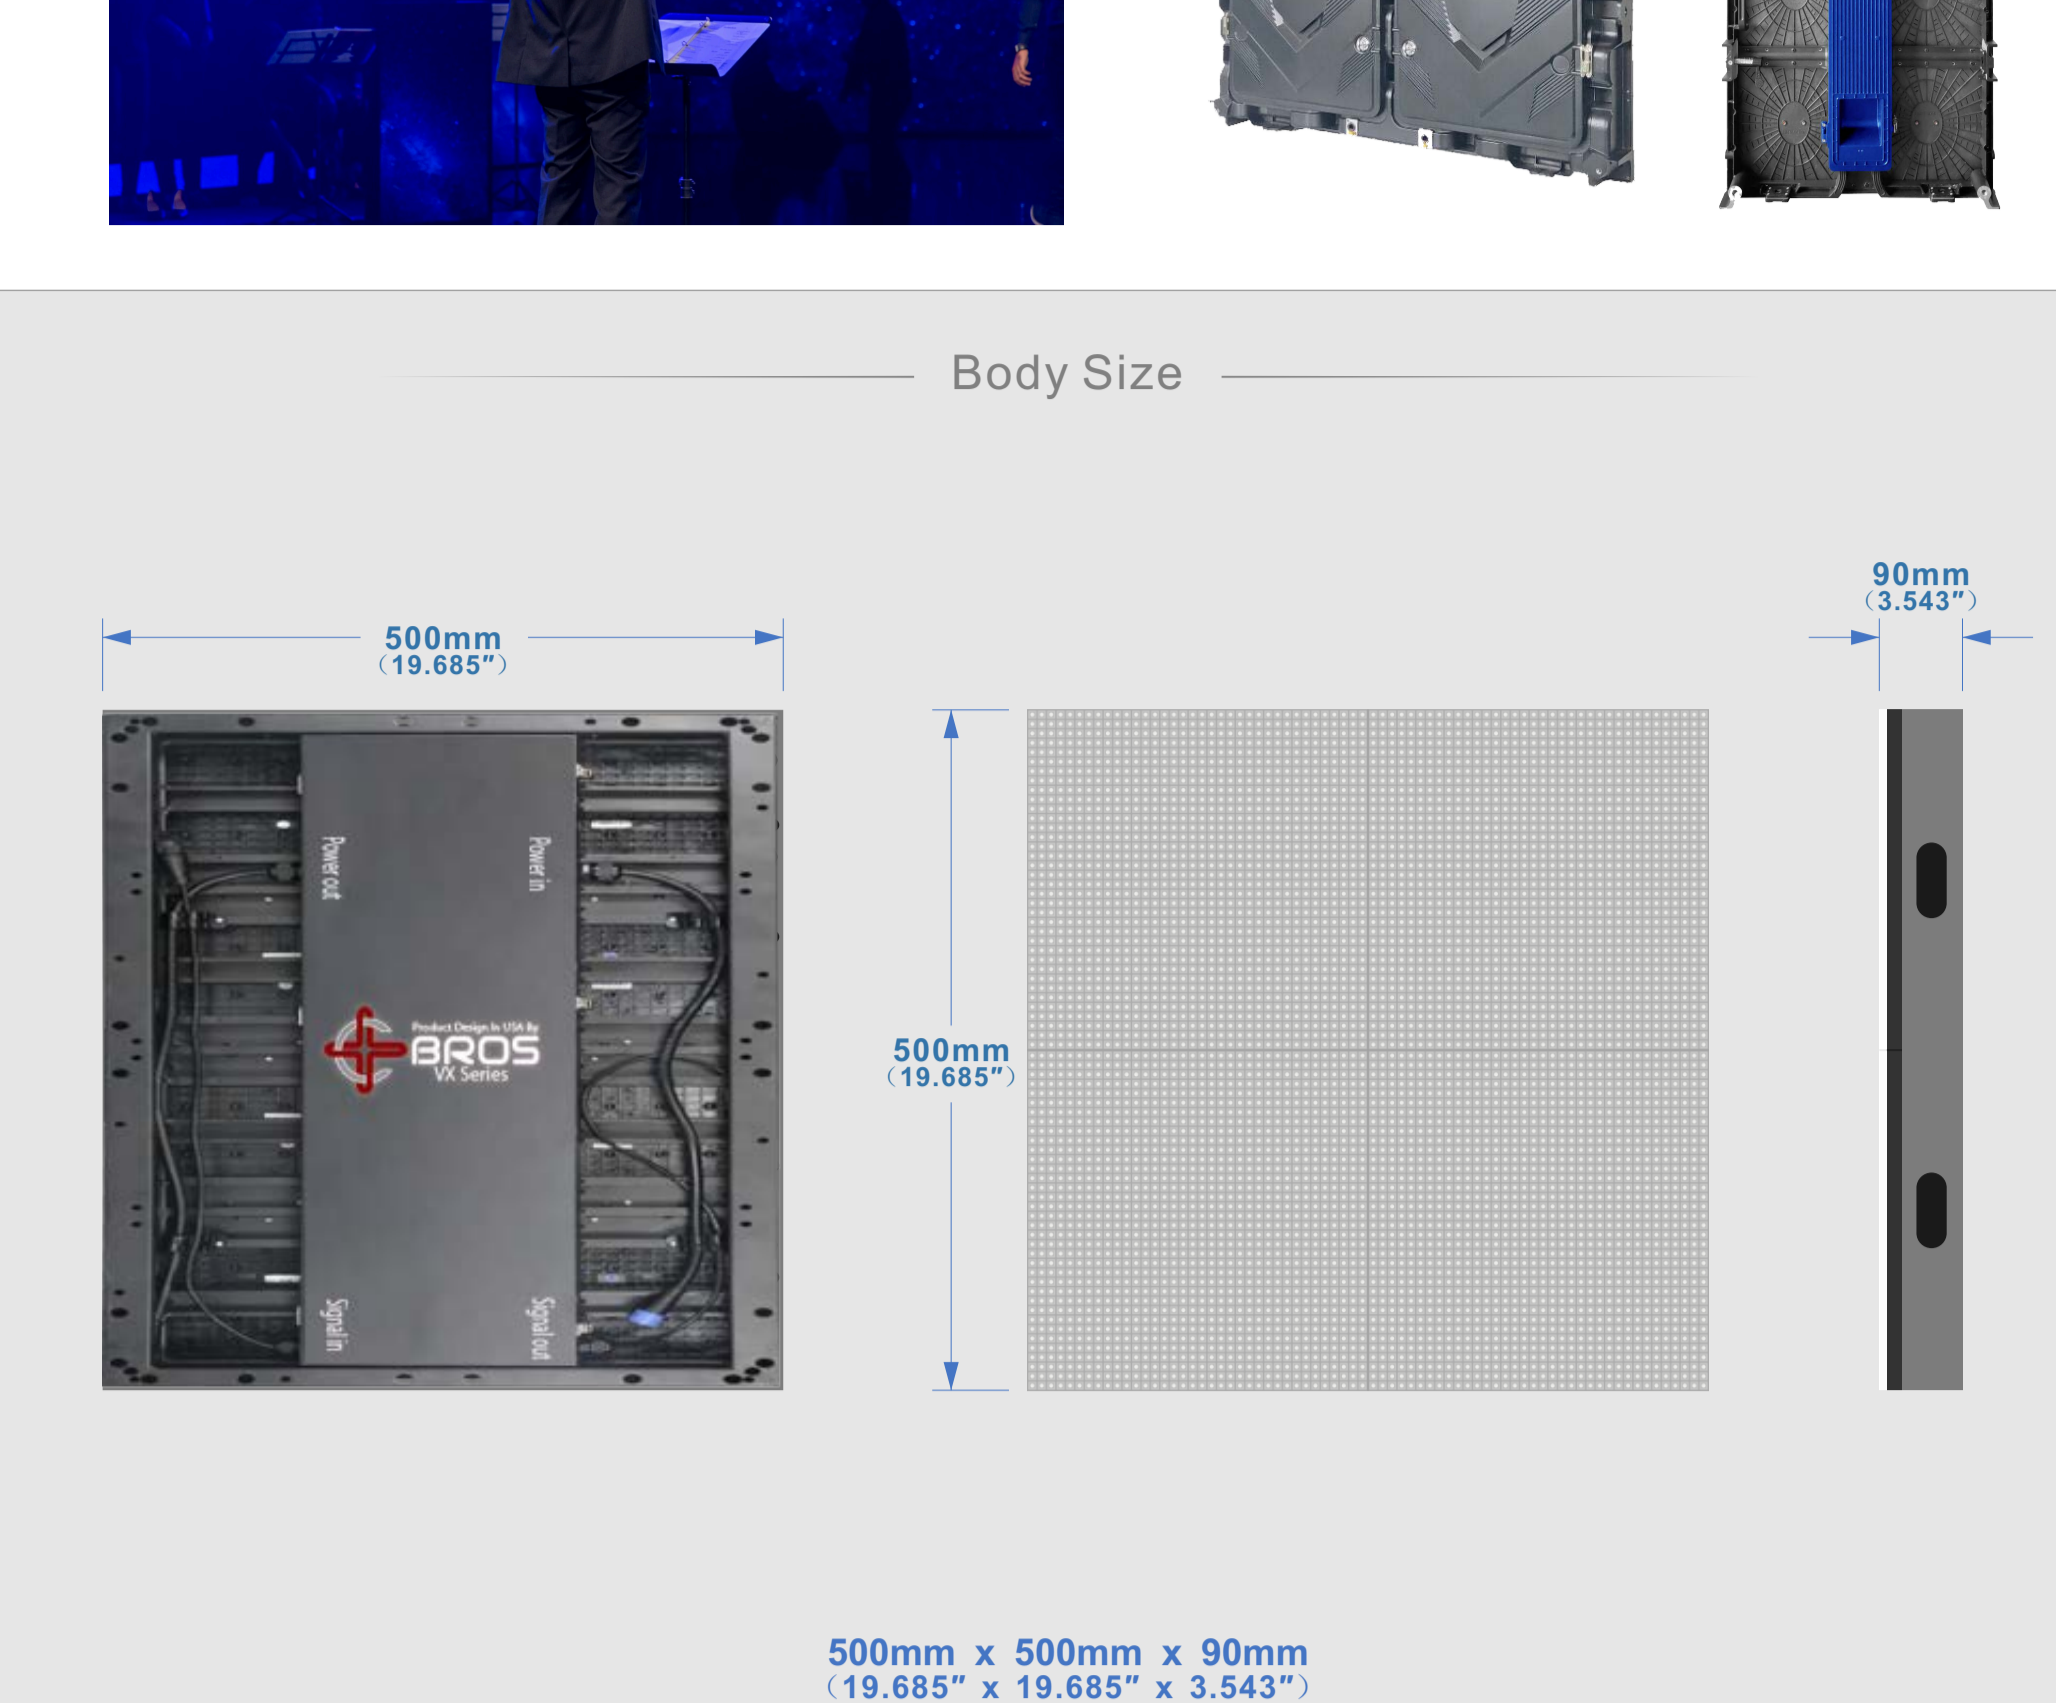 Body Size
90mm
(3.543″)
500mm
(19.685″)
Power out
Power in
500mm
(19.685″)
Product Design In USA By
BROS
VX Series
Signal in
Signal out
500mm x 500mm x 90mm
(19.685″ x 19.685″ x 3.543″)